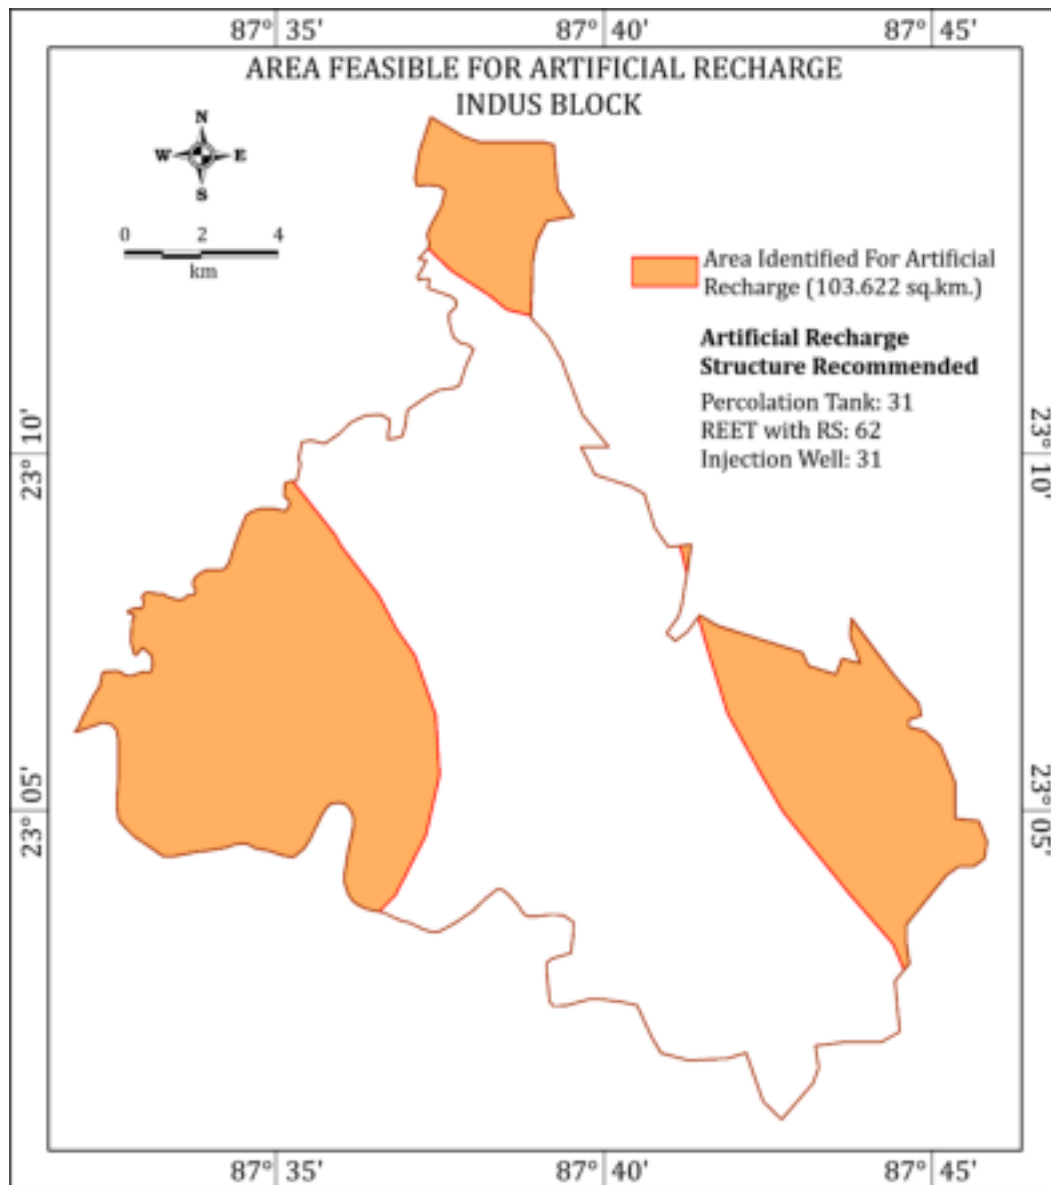 87° 35'
87° 40'
87° 45'
AREA FEASIBLE FOR ARTIFICIAL RECHARGE
INDUS BLOCK
N
W
E
S
0
2
4
km
Area Identified For Artificial
Recharge (103.622 sq.km.)
Artificial Recharge
Structure Recommended
Percolation Tank: 31
REET with RS: 62
Injection Well: 31
23° 10'
23° 10'
23° 05'
23° 05'
87° 35'
87° 40'
87° 45'